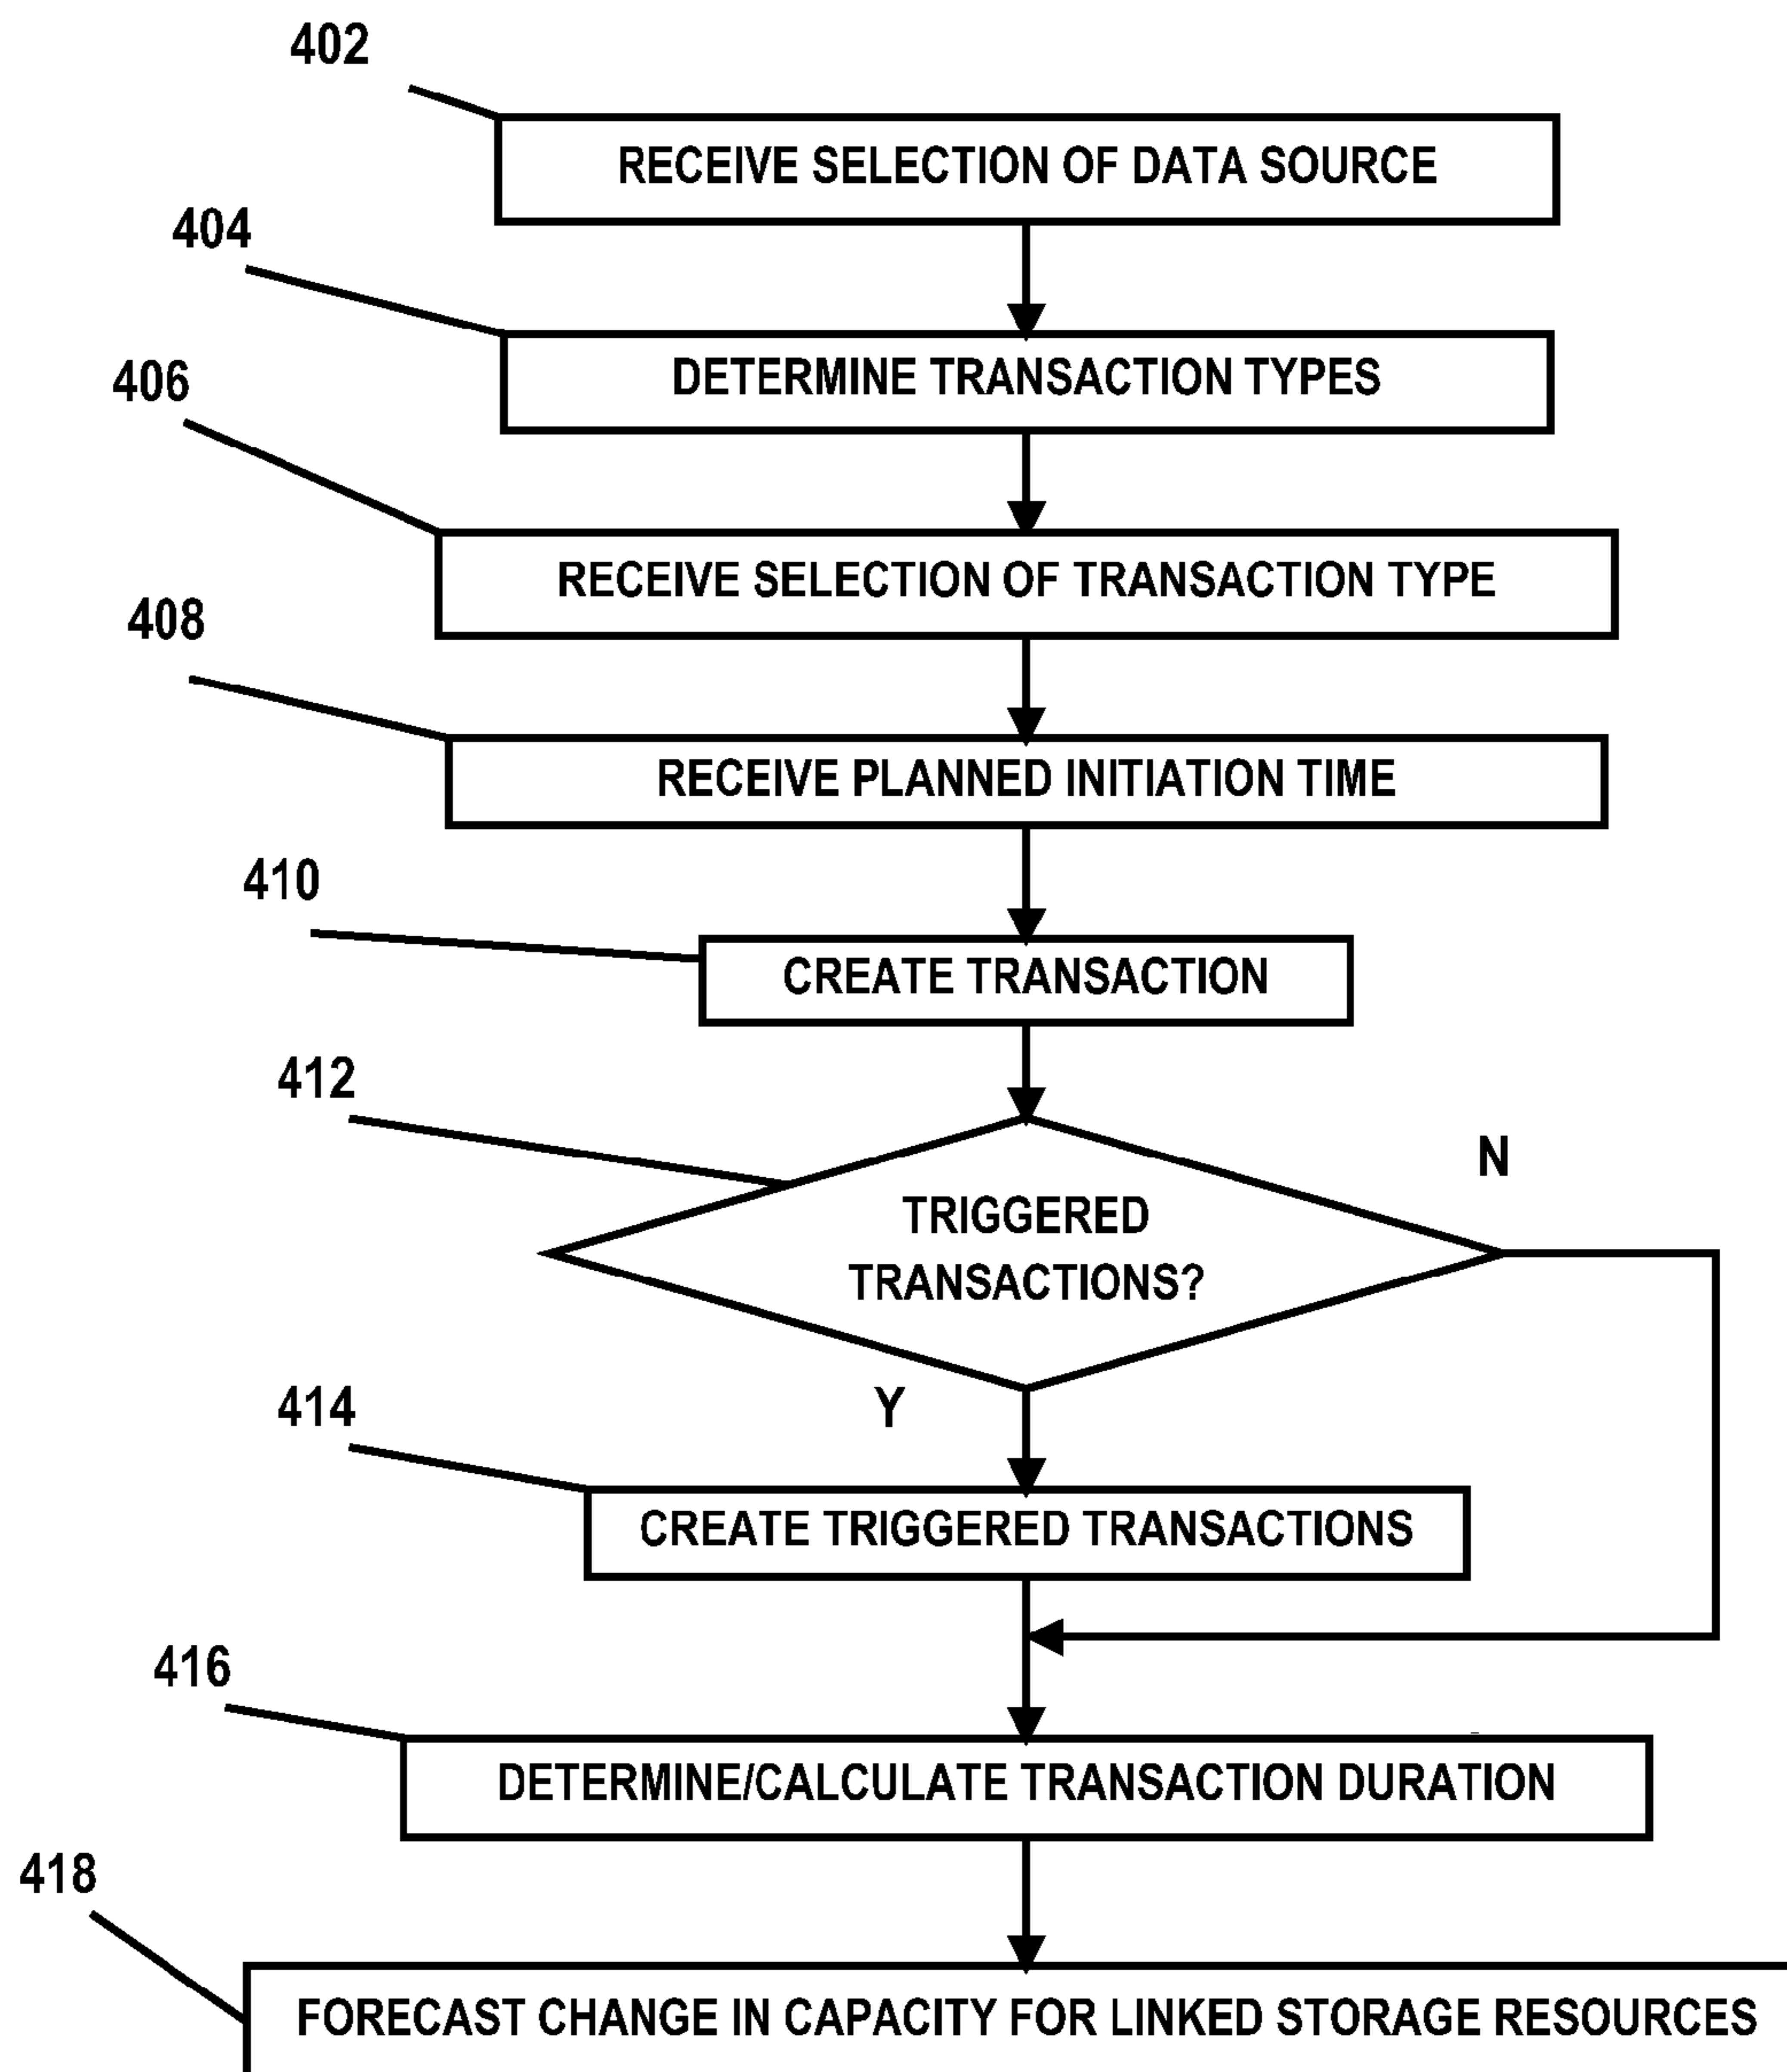 402
RECEIVE SELECTION OF DATA SOURCE
404
DETERMINE TRANSACTION TYPES
406
RECEIVE SELECTION OF TRANSACTION TYPE
408
RECEIVE PLANNED INITIATION TIME
410
CREATE TRANSACTION
412
TRIGGERED
TRANSACTIONS?
N
Y
414
CREATE TRIGGERED TRANSACTIONS
416
DETERMINE/CALCULATE TRANSACTION DURATION
418
FORECAST CHANGE IN CAPACITY FOR LINKED STORAGE RESOURCES